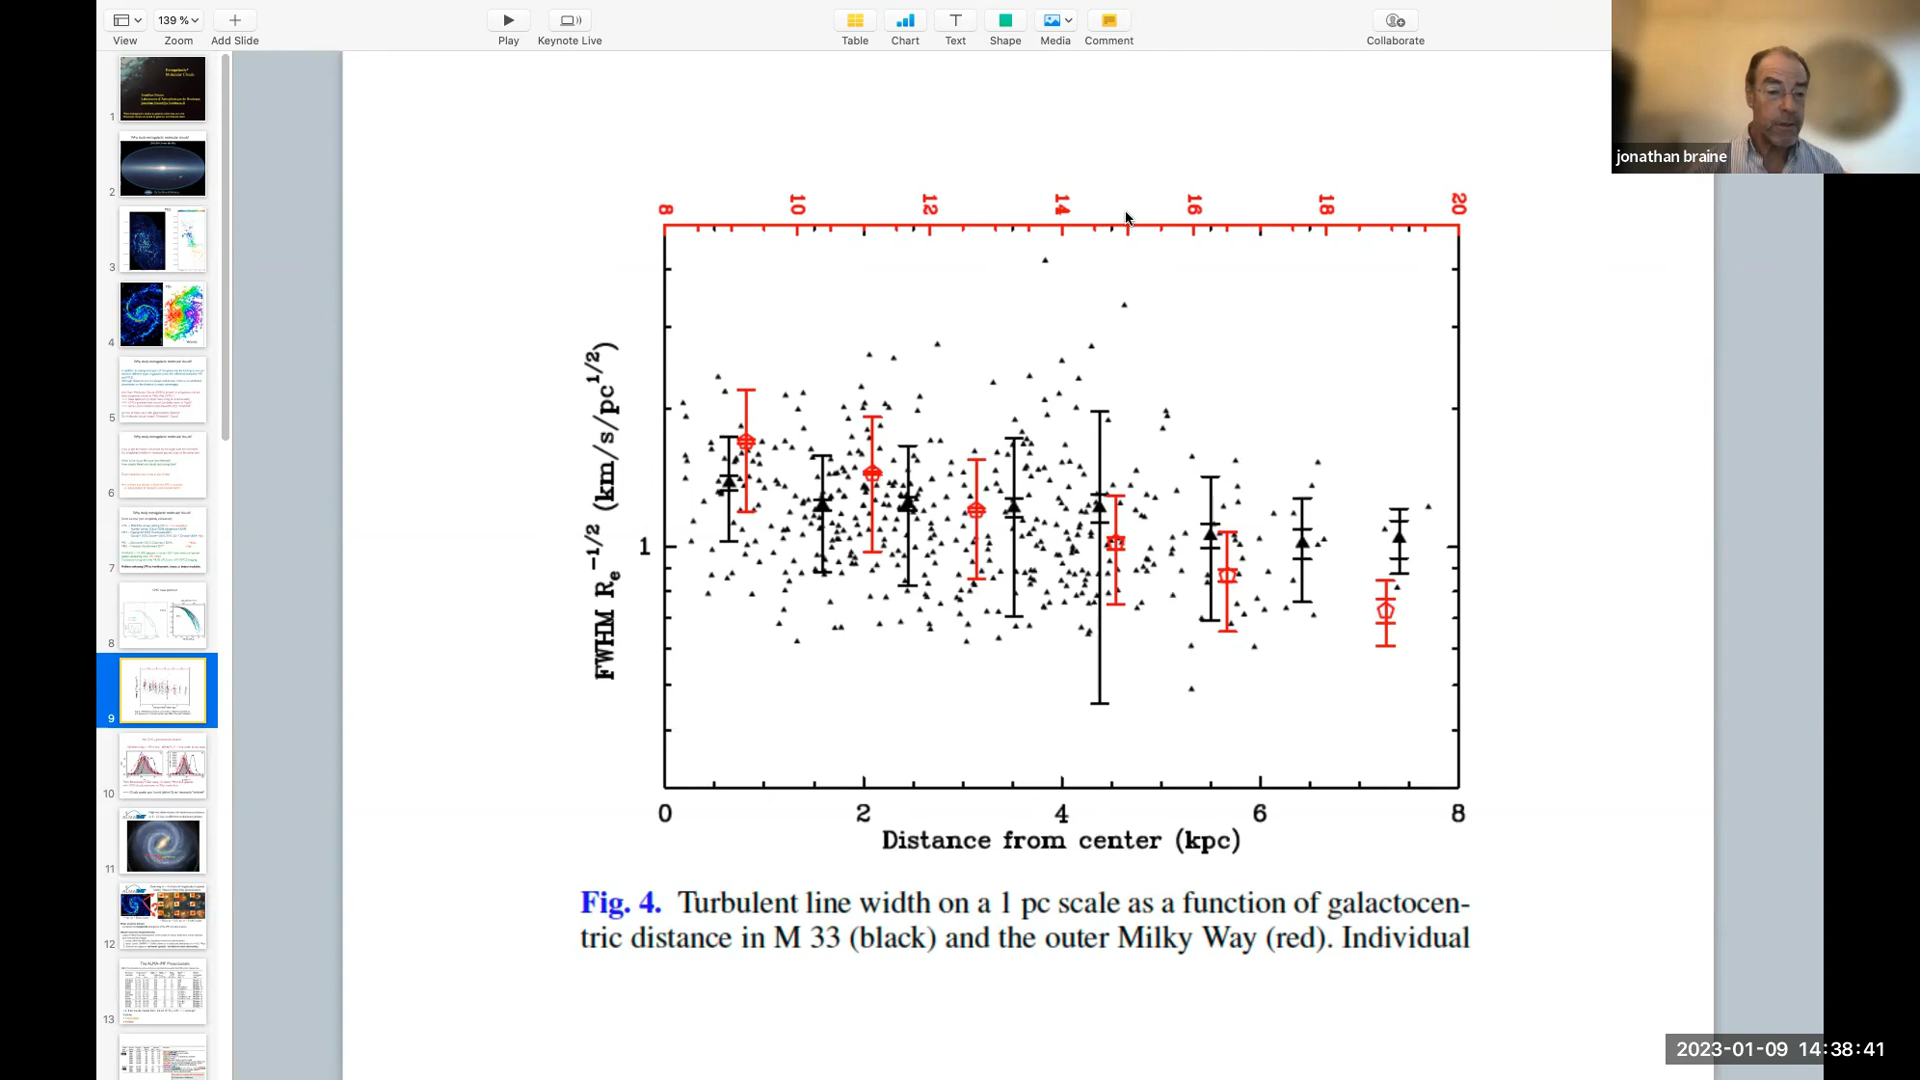 139 %
View
Zoom
Add Slide
Play
Keynote Live
Table
Chart
Text
Shape
Media
Comment
Collaborate
jonathan braine
1
2
3
4
5
6
7
8
9
10
11
12
13
8 10 12 14 16 18 20
FWHM Re^-1/2 (km/s/pc^1/2)
1
0 2 4 6 8
Distance from center (kpc)
Fig. 4. Turbulent line width on a 1 pc scale as a function of galactocen-
tric distance in M 33 (black) and the outer Milky Way (red). Individual
2023-01-09 14:38:41